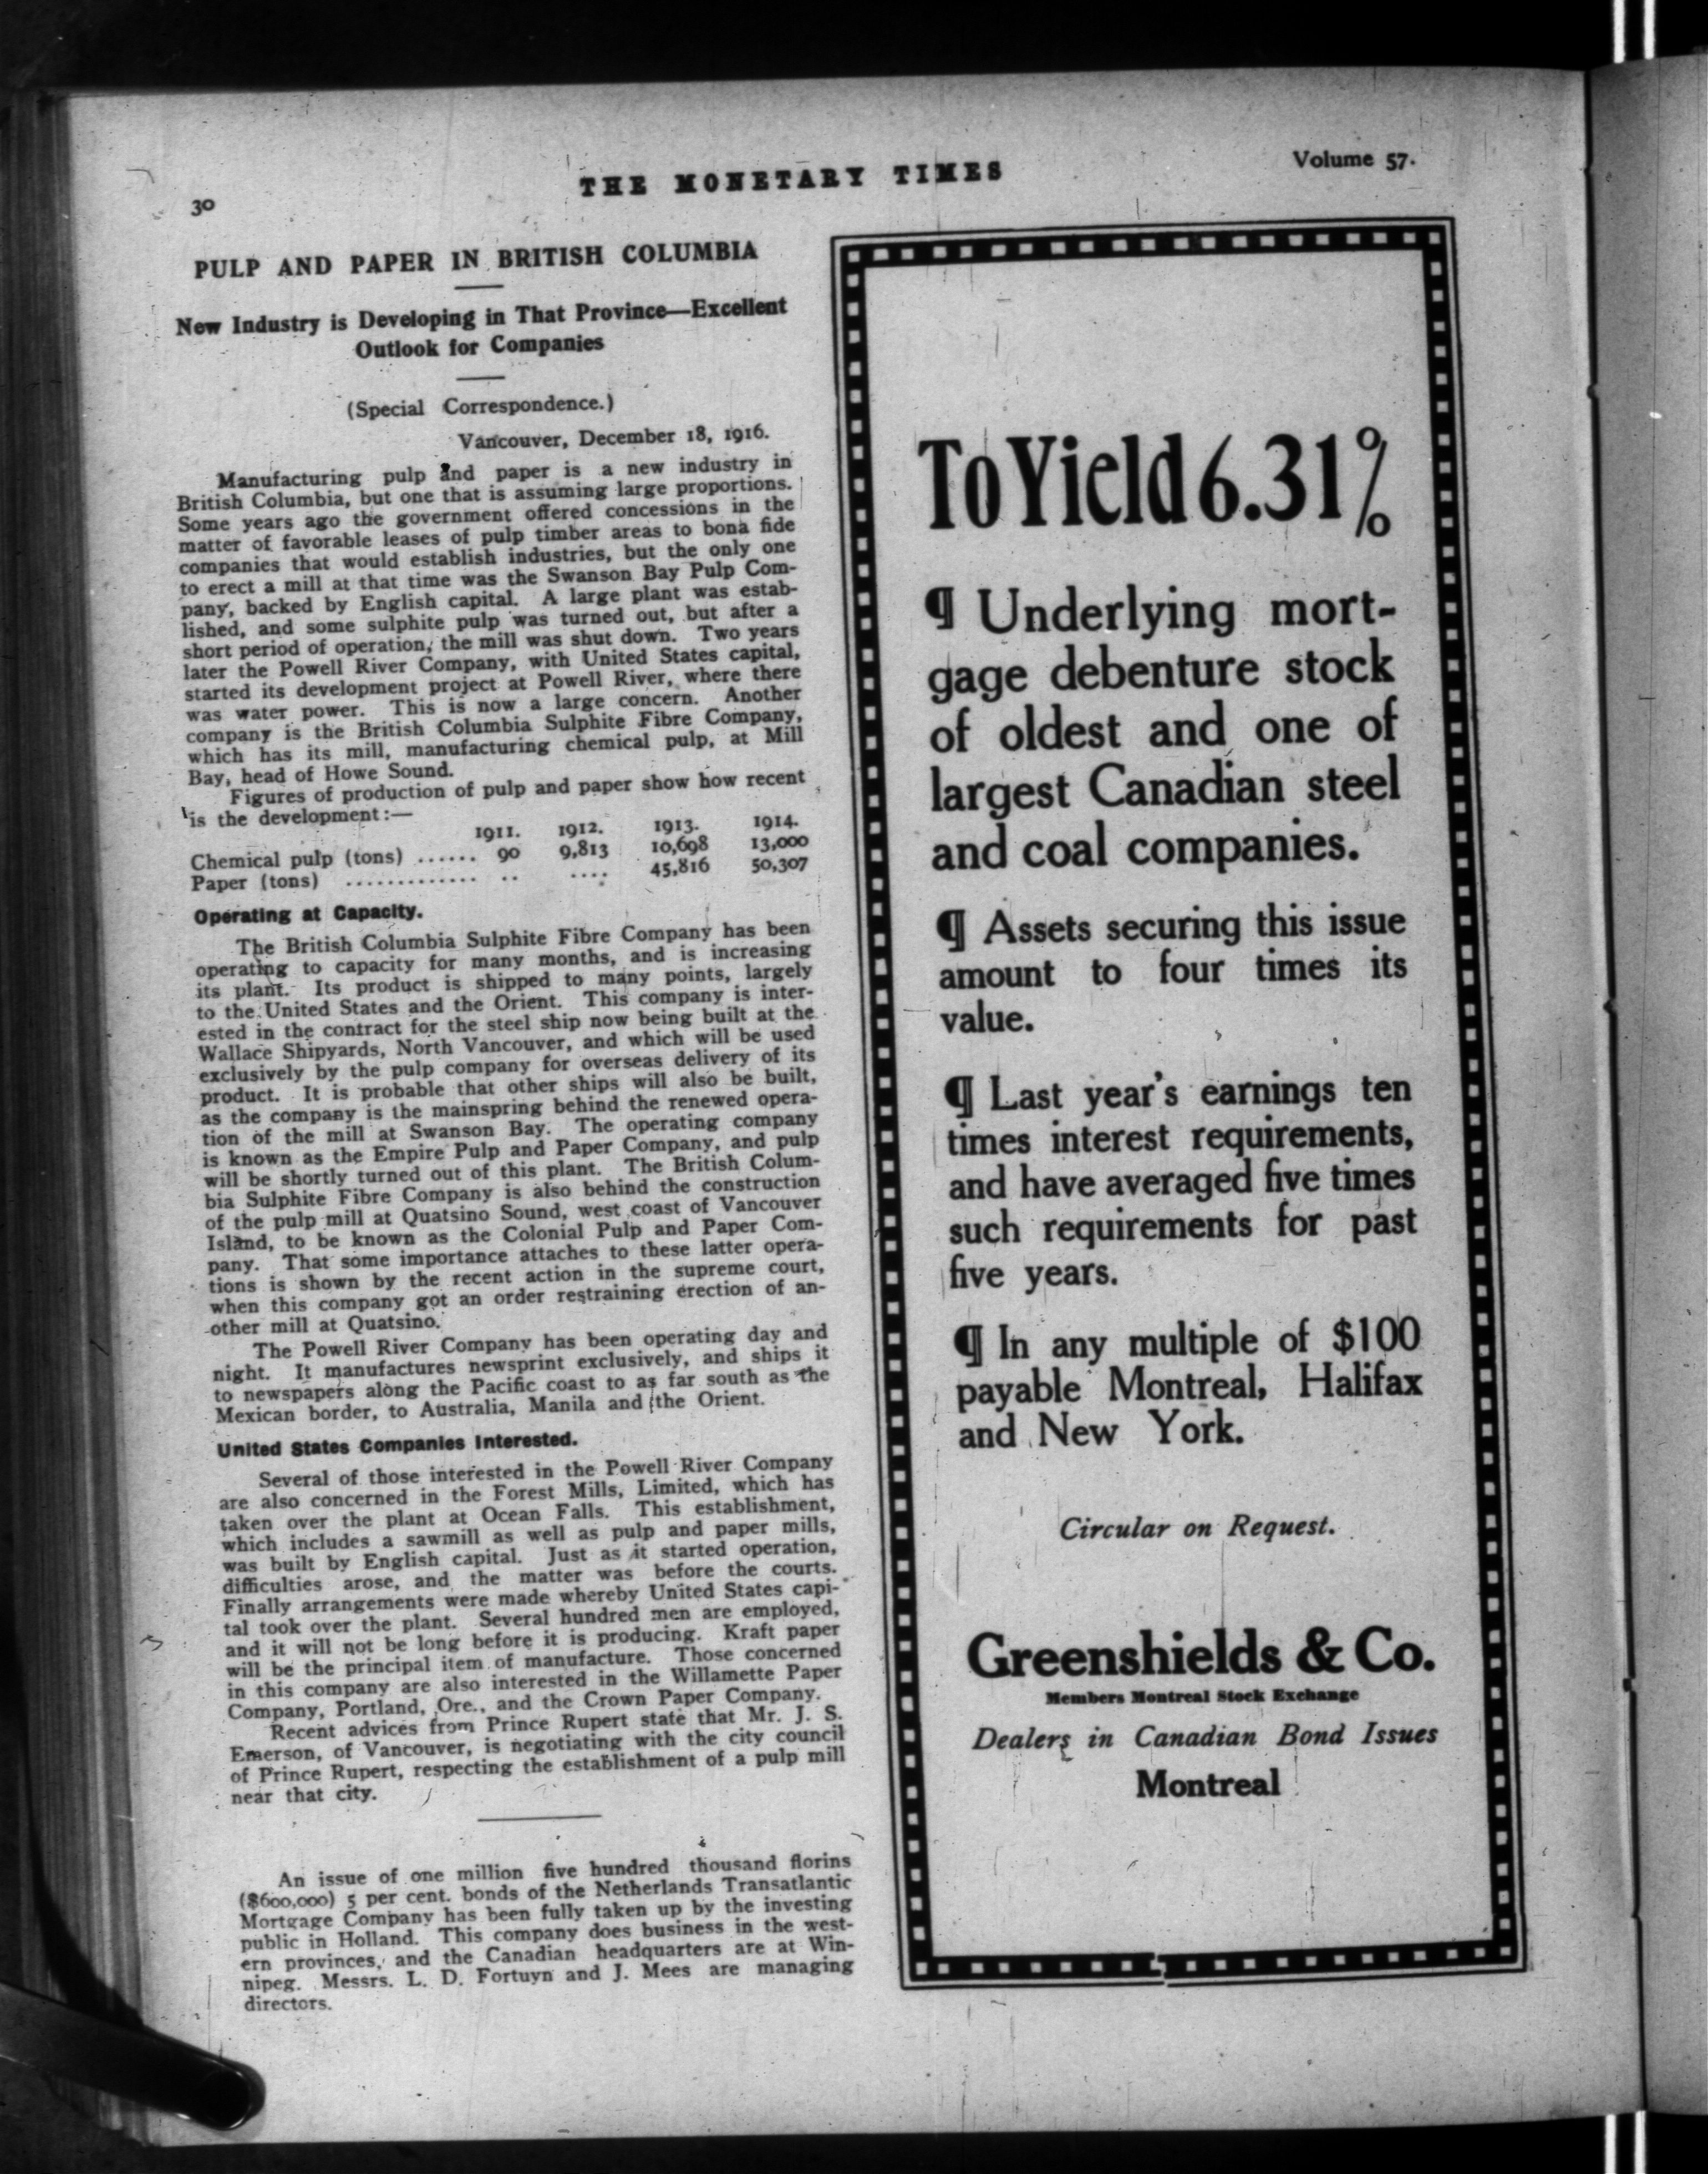 30
THE MONETARY TIMES
Volume 57.
PULP AND PAPER IN BRITISH COLUMBIA
New Industry is Developing in That Province—Excellent
Outlook for Companies
(Special Correspondence.)
Vancouver, December 18, 1916.
Manufacturing pulp and paper is a new industry in
British Columbia, but one that is assuming large proportions.
Some years ago the government offered concessions in the
matter of favorable leases of pulp timber areas to bona fide
companies that would establish industries, but the only one
to erect a mill at that time was the Swanson Bay Pulp Com-
pany, backed by English capital. A large plant was estab-
lished, and some sulphite pulp was turned out, but after a
short period of operation, the mill was shut down. Two years
later the Powell River Company, with United States capital,
started its development project at Powell River, where there
was water power. This is now a large concern. Another
company is the British Columbia Sulphite Fibre Company,
which has its mill, manufacturing chemical pulp, at Mill
Bay, head of Howe Sound.
Figures of production of pulp and paper show how recent
is the development:—
1911. 1912. 1913. 1914.
Chemical pulp (tons) ...... 90 9,813 10,698 13,000
Paper (tons) ............. .. .... 45,816 50,307
Operating at Capacity.
The British Columbia Sulphite Fibre Company has been
operating to capacity for many months, and is increasing
its plant. Its product is shipped to many points, largely
to the United States and the Orient. This company is inter-
ested in the contract for the steel ship now being built at the
Wallace Shipyards, North Vancouver, and which will be used
exclusively by the pulp company for overseas delivery of its
product. It is probable that other ships will also be built,
as the company is the mainspring behind the renewed opera-
tion of the mill at Swanson Bay. The operating company
is known as the Empire Pulp and Paper Company, and pulp
will be shortly turned out of this plant. The British Colum-
bia Sulphite Fibre Company is also behind the construction
of the pulp mill at Quatsino Sound, west coast of Vancouver
Island, to be known as the Colonial Pulp and Paper Com-
pany. That some importance attaches to these latter opera-
tions is shown by the recent action in the supreme court,
when this company got an order restraining erection of an-
other mill at Quatsino.
The Powell River Company has been operating day and
night. It manufactures newsprint exclusively, and ships it
to newspapers along the Pacific coast to as far south as the
Mexican border, to Australia, Manila and the Orient.
United States Companies Interested.
Several of those interested in the Powell River Company
are also concerned in the Forest Mills, Limited, which has
taken over the plant at Ocean Falls. This establishment,
which includes a sawmill as well as pulp and paper mills,
was built by English capital. Just as it started operation,
difficulties arose, and the matter was before the courts.
Finally arrangements were made whereby United States capi-
tal took over the plant. Several hundred men are employed,
and it will not be long before it is producing. Kraft paper
will be the principal item of manufacture. Those concerned
in this company are also interested in the Willamette Paper
Company, Portland, Ore., and the Crown Paper Company.
Recent advices from Prince Rupert state that Mr. J. S.
Emerson, of Vancouver, is negotiating with the city council
of Prince Rupert, respecting the establishment of a pulp mill
near that city.
An issue of one million five hundred thousand florins
($600,000) 5 per cent. bonds of the Netherlands Transatlantic
Mortgage Company has been fully taken up by the investing
public in Holland. This company does business in the west-
ern provinces, and the Canadian headquarters are at Win-
nipeg. Messrs. L. D. Fortuyn and J. Mees are managing
directors.
To Yield 6.31%
¶ Underlying mort-
gage debenture stock
of oldest and one of
largest Canadian steel
and coal companies.
¶ Assets securing this issue
amount to four times its
value.
¶ Last year's earnings ten
times interest requirements,
and have averaged five times
such requirements for past
five years.
¶ In any multiple of $100
payable Montreal, Halifax
and New York.
Circular on Request.
Greenshields & Co.
Members Montreal Stock Exchange
Dealers in Canadian Bond Issues
Montreal